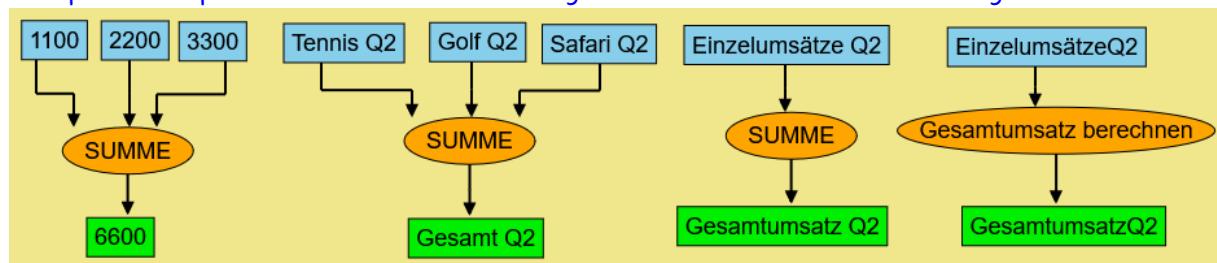 1100 2200 3300 Tennis Q2 Golf Q2 Safari Q2 Einzelumsätze Q2 EinzelumsätzeQ2
SUMME SUMME SUMME Gesamtumsatz berechnen
6600 Gesamt Q2 Gesamtumsatz Q2 GesamtumsatzQ2